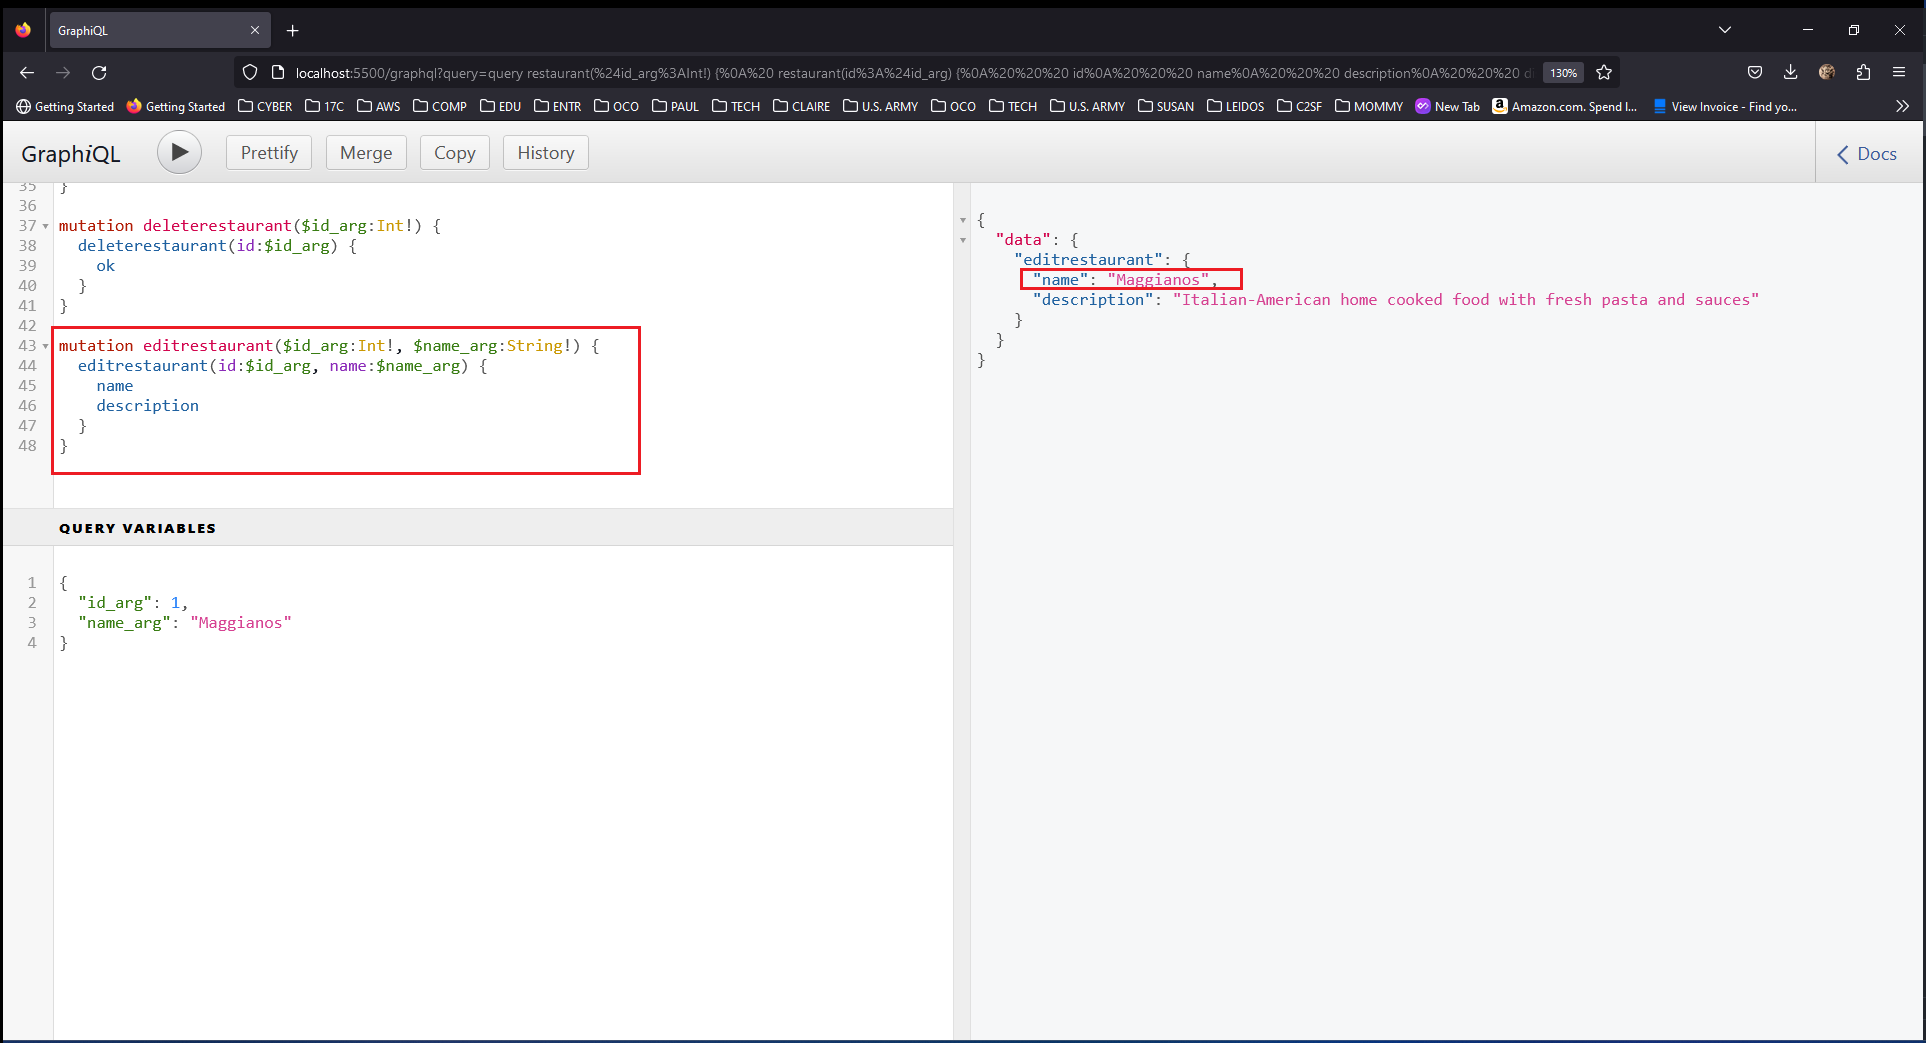 GraphiQL
localhost:5500/graphql?query=query restaurant(%24id_arg%3AInt!) {%0A%20 restaurant(id%3A%24id_arg) {%0A%20%20%20 id%0A%20%20%20 name%0A%20%20%20 description%0A%20%20%20 d
130%
Getting Started Getting Started CYBER 17C AWS COMP EDU ENTR OCO PAUL TECH CLAIRE U.S. ARMY OCO TECH U.S. ARMY SUSAN LEIDOS C2SF MOMMY New Tab Amazon.com. Spend l... View Invoice - Find yo...
GraphiQL Prettify Merge Copy History Docs
35 }
36
37 mutation deleterestaurant($id_arg:Int!) {
38 deleterestaurant(id:$id_arg) {
39 ok
40 }
41 }
42
43 mutation editrestaurant($id_arg:Int!, $name_arg:String!) {
44 editrestaurant(id:$id_arg, name:$name_arg) {
45 name
46 description
47 }
48 }
QUERY VARIABLES
1 {
2 "id_arg": 1,
3 "name_arg": "Maggianos"
4 }
{
"data": {
"editrestaurant": {
"name": "Maggianos",
"description": "Italian-American home cooked food with fresh pasta and sauces"
}
}
}